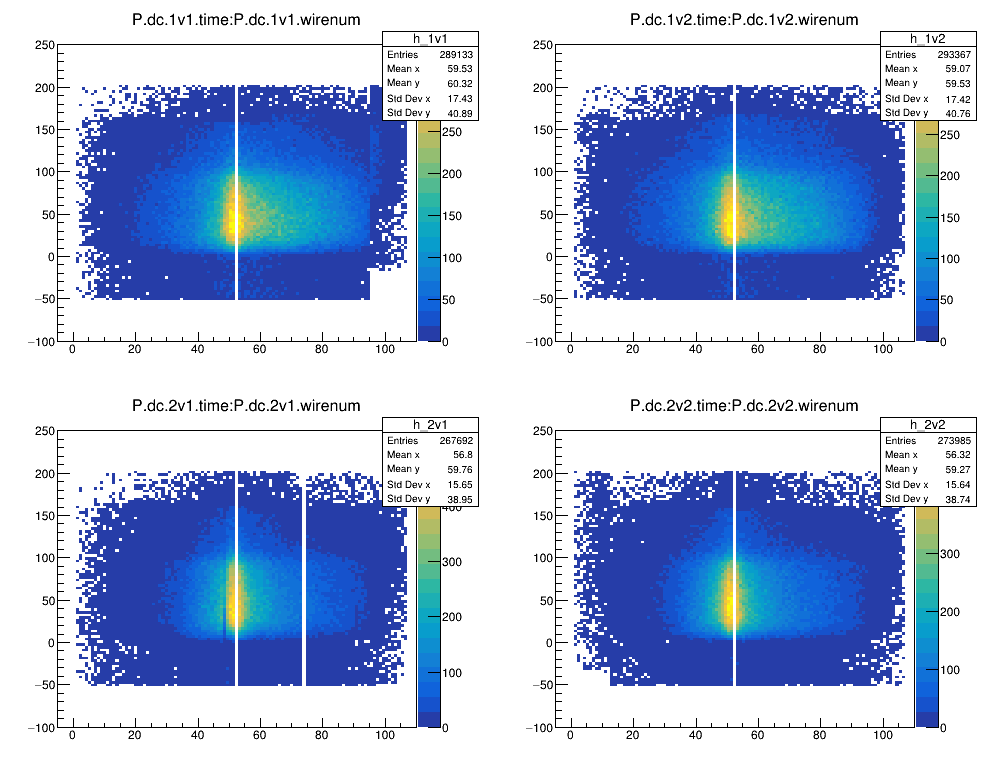 P.dc.1v1.time:P.dc.1v1.wirenum
h_1v1
Entries 289133
Mean x 59.53
Mean y 60.32
Std Dev x 17.43
Std Dev y 40.89
250
200
150
100
50
0
−50
−100
0 20 40 60 80 100
250
200
150
100
50
0
P.dc.1v2.time:P.dc.1v2.wirenum
h_1v2
Entries 293367
Mean x 59.07
Mean y 59.53
Std Dev x 17.42
Std Dev y 40.76
250
200
150
100
50
0
−50
−100
0 20 40 60 80 100
250
200
150
100
50
0
P.dc.2v1.time:P.dc.2v1.wirenum
h_2v1
Entries 267692
Mean x 56.8
Mean y 59.76
Std Dev x 15.65
Std Dev y 38.95
250
200
150
100
50
0
−50
−100
0 20 40 60 80 100
400
300
200
100
0
P.dc.2v2.time:P.dc.2v2.wirenum
h_2v2
Entries 273985
Mean x 56.32
Mean y 59.27
Std Dev x 15.64
Std Dev y 38.74
250
200
150
100
50
0
−50
−100
0 20 40 60 80 100
300
200
100
0